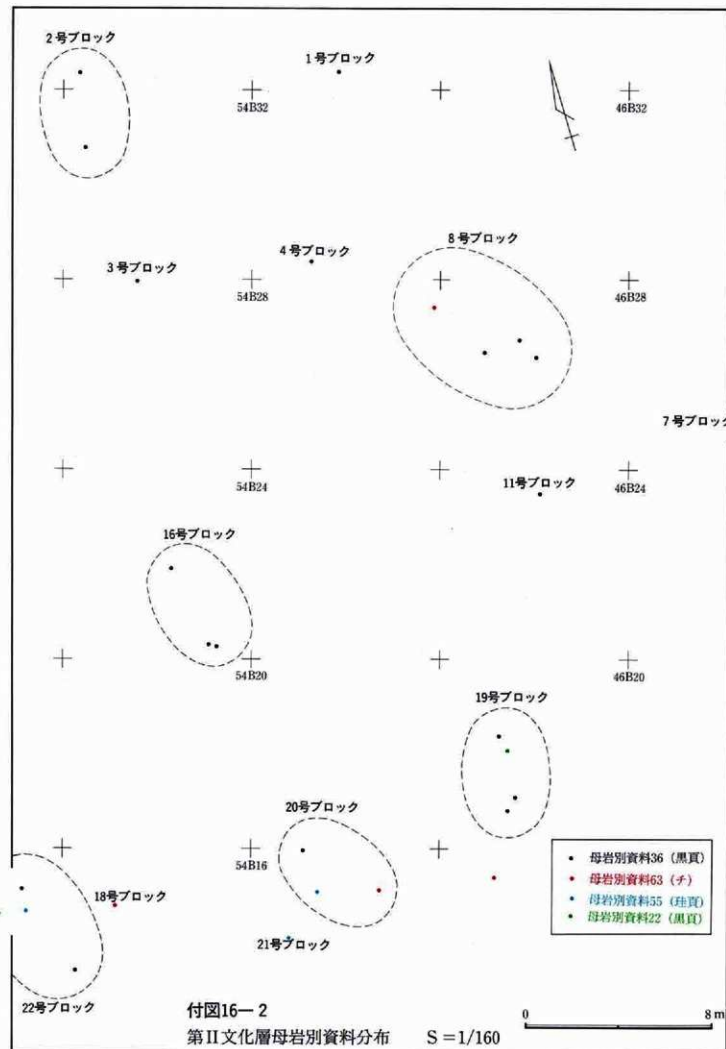 2号ブロック
1号ブロック
54B32
46B32
4号ブロック
8号ブロック
3号ブロック
54B28
46B28
7号ブロック
54B24
11号ブロック
46B24
16号ブロック
54B20
46B20
19号ブロック
20号ブロック
54B16
母岩別資料36(黒頁)
母岩別資料63(チ)
母岩別資料55(珪頁)
母岩別資料22(黒頁)
18号ブロック
21号ブロック
22号ブロック
付図16―2
第II文化層母岩別資料分布 S=1/160
0 8m